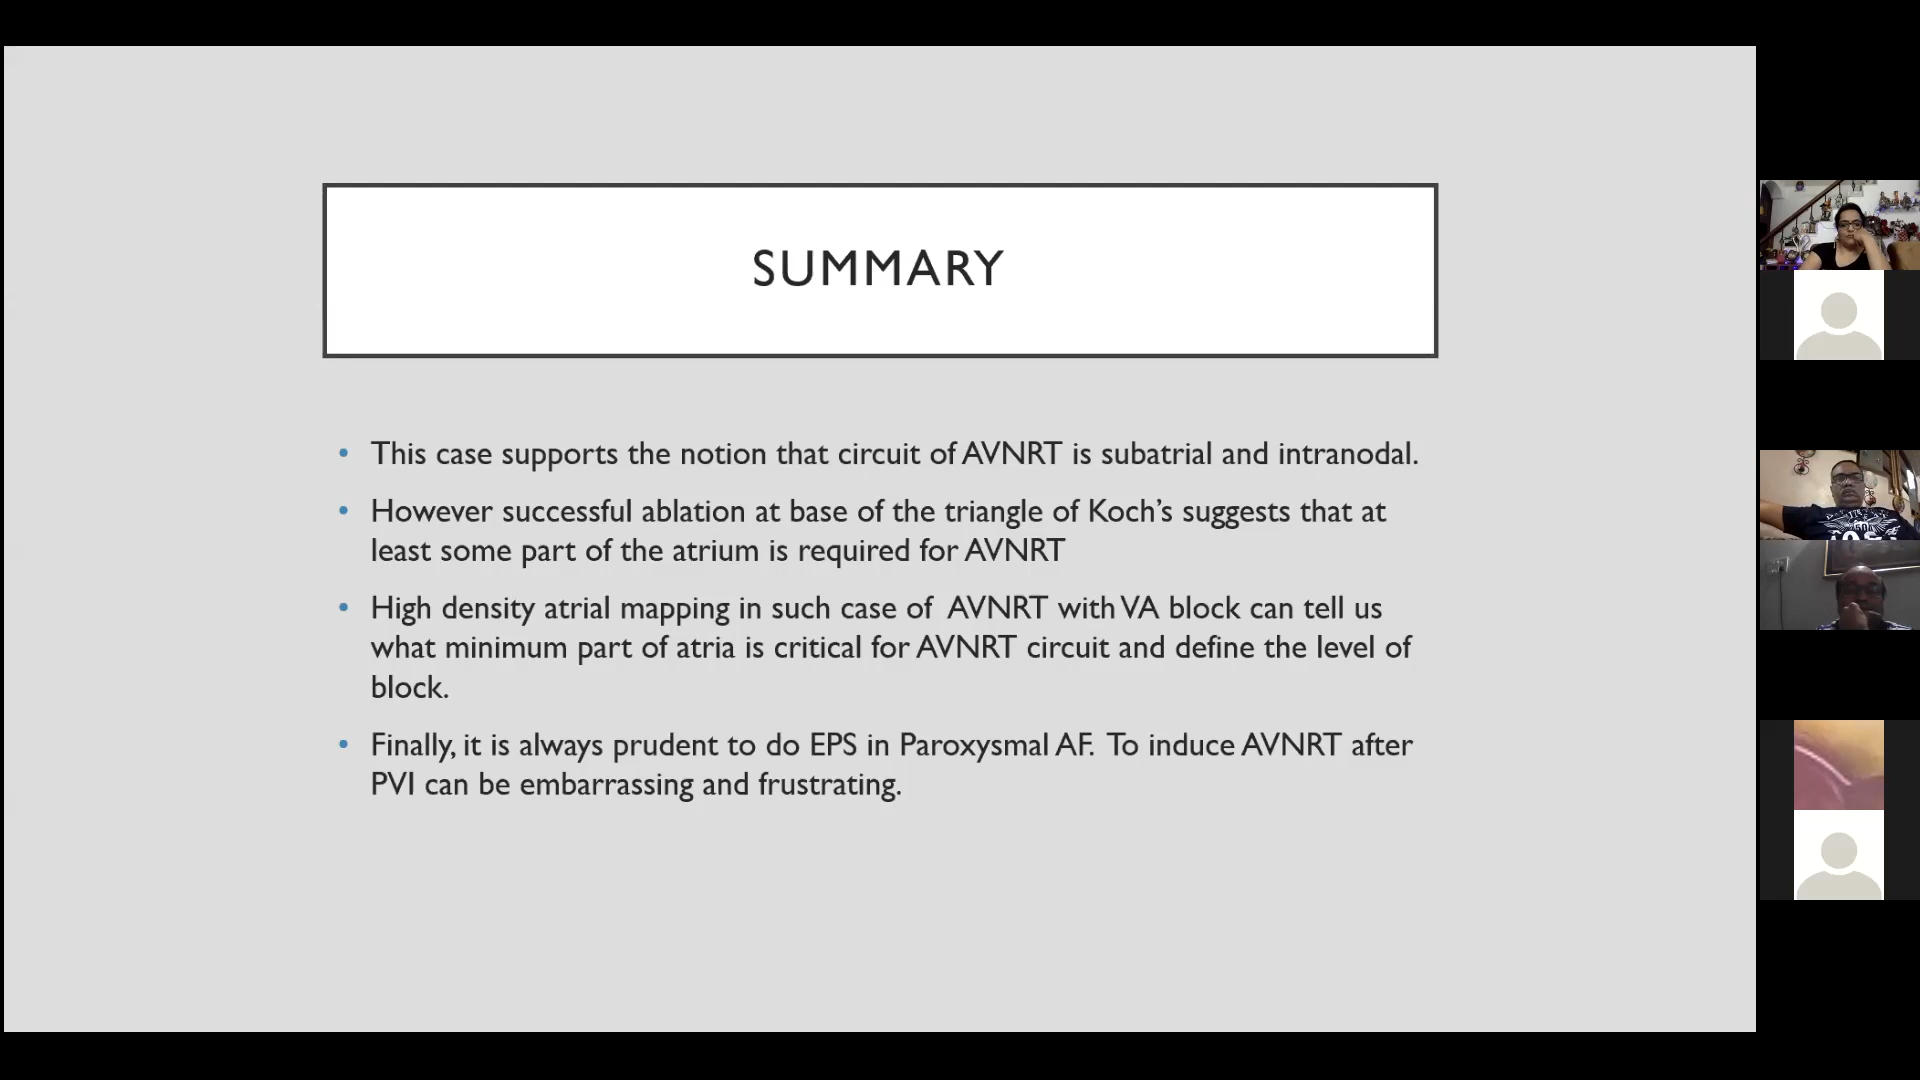 SUMMARY
• This case supports the notion that circuit of AVNRT is subatrial and intranodal.
• However successful ablation at base of the triangle of Koch’s suggests that at
least some part of the atrium is required for AVNRT
• High density atrial mapping in such case of AVNRT with VA block can tell us
what minimum part of atria is critical for AVNRT circuit and define the level of
block.
• Finally, it is always prudent to do EPS in Paroxysmal AF. To induce AVNRT after
PVI can be embarrassing and frustrating.